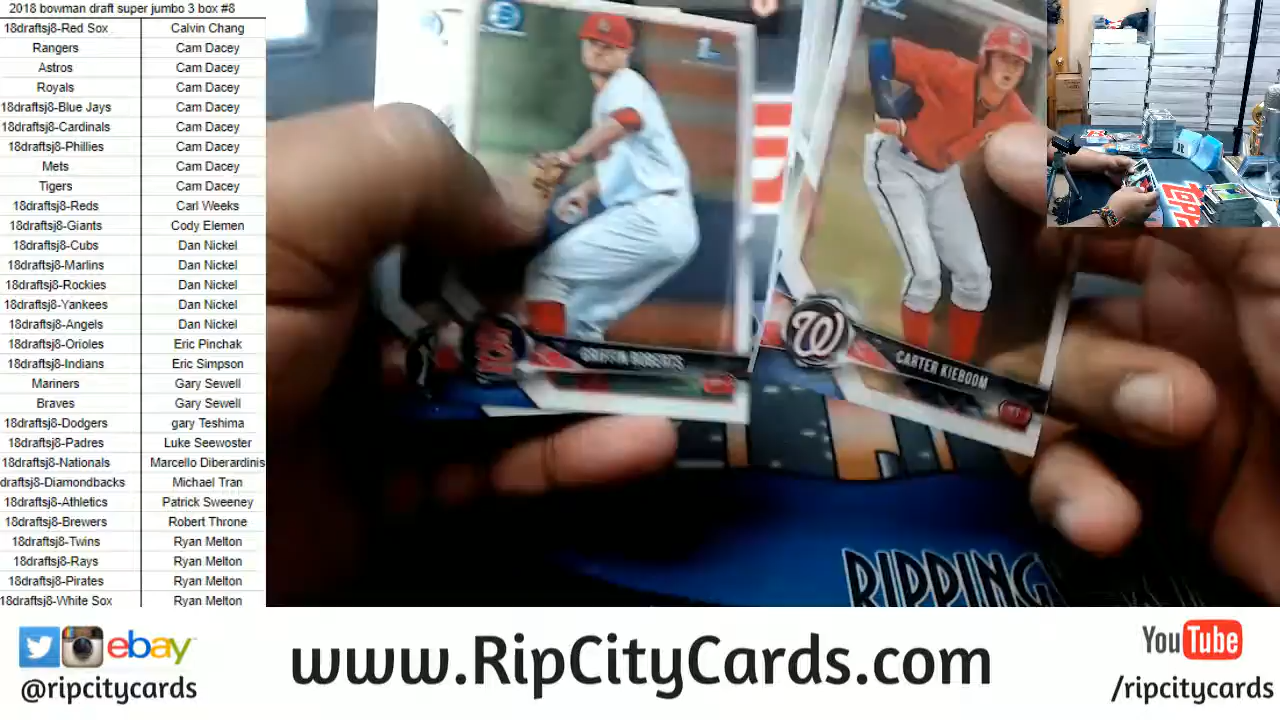 2018 bowman draft super jumbo 3 box #8
18draftsj8-Red Sox Calvin Chang
Rangers Cam Dacey
Astros Cam Dacey
Royals Cam Dacey
18draftsj8-Blue Jays Cam Dacey
18draftsj8-Cardinals Cam Dacey
18draftsj8-Phillies Cam Dacey
Mets Cam Dacey
Tigers Cam Dacey
18draftsj8-Reds Carl Weeks
18draftsj8-Giants Cody Elemen
18draftsj8-Cubs Dan Nickel
18draftsj8-Marlins Dan Nickel
18draftsj8-Rockies Dan Nickel
18draftsj8-Yankees Dan Nickel
18draftsj8-Angels Dan Nickel
18draftsj8-Orioles Eric Pinchak
18draftsj8-Indians Eric Simpson
Mariners Gary Sewell
Braves Gary Sewell
18draftsj8-Dodgers gary Teshima
18draftsj8-Padres Luke Seewoster
18draftsj8-Nationals Marcello Diberardinis
draftsj8-Diamondbacks Michael Tran
18draftsj8-Athletics Patrick Sweeney
18draftsj8-Brewers Robert Throne
18draftsj8-Twins Ryan Melton
18draftsj8-Rays Ryan Melton
18draftsj8-Pirates Ryan Melton
18draftsj8-White Sox Ryan Melton
1st
GRIFFIN ROBERTS
W
CARTER KIEBOOM
TOPPS
RIPPING
ebay
@ripcitycards
www.RipCityCards.com
YouTube
/ripcitycards